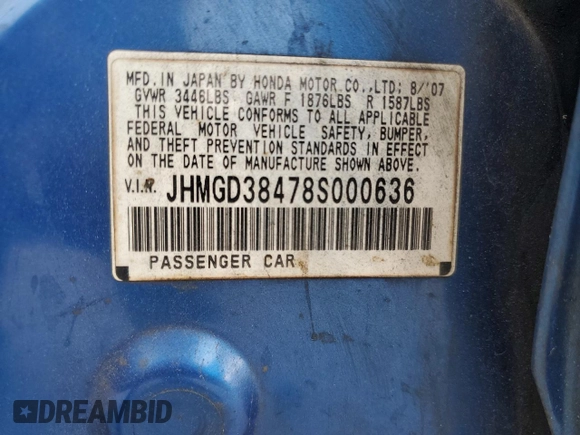 MFD. IN JAPAN BY HONDA MOTOR CO., LTD: 8/'07
GVWR 3446LBS GAWR F 1876LBS R 1587LBS
THIS VEHICLE CONFORMS TO ALL APPLICABLE
FEDERAL MOTOR VEHICLE SAFETY, BUMPER,
AND THEFT PREVENTION STANDARDS IN EFFECT
ON THE DATE OF MANUFACTURE SHOWN ABOVE.
V.I.N. JHMGD38478S000636
PASSENGER CAR
DREAMBID